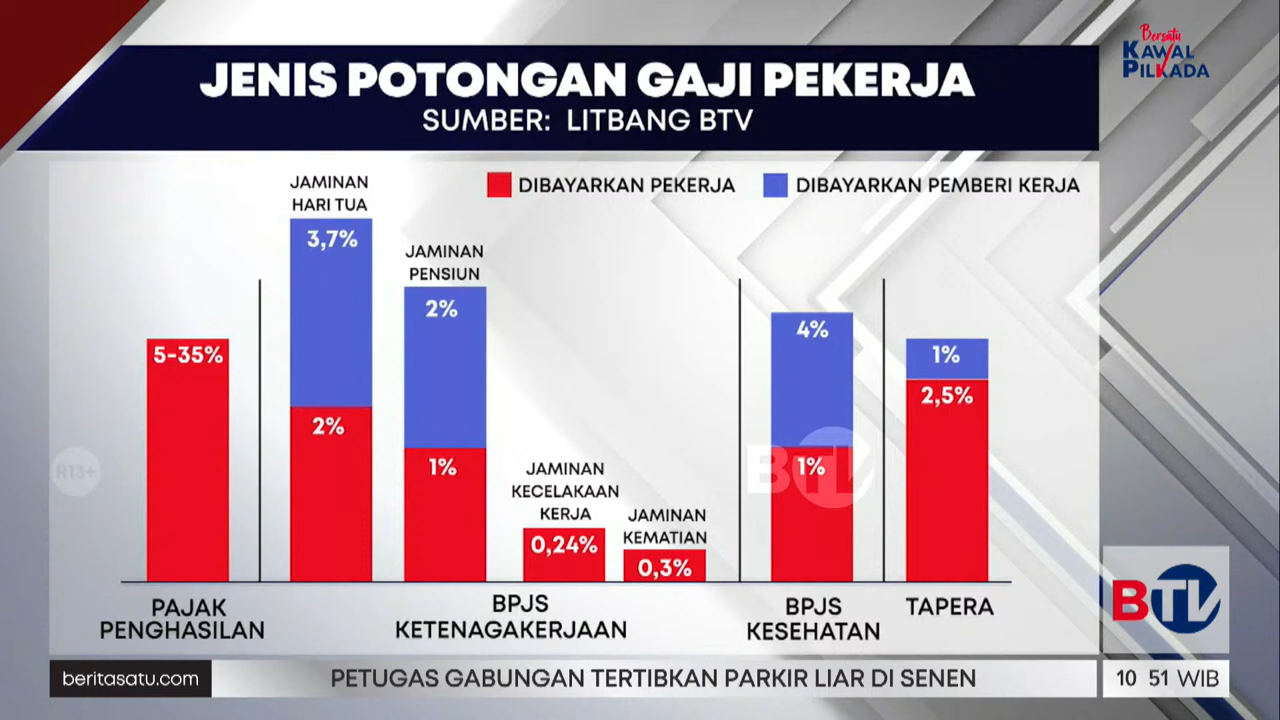 Bersatu
KAWAL
PILKADA
JENIS POTONGAN GAJI PEKERJA
SUMBER: LITBANG BTV
DIBAYARKAN PEKERJA
DIBAYARKAN PEMBERI KERJA
5-35%
PAJAK
PENGHASILAN
JAMINAN
HARI TUA
3,7%
2%
JAMINAN
PENSIUN
2%
1%
JAMINAN
KECELAKAAN
KERJA
0,24%
JAMINAN
KEMATIAN
0,3%
BPJS
KETENAGAKERJAAN
4%
1%
BPJS
KESEHATAN
1%
2,5%
TAPERA
R13+
BTV
BTV
beritasatu.com
PETUGAS GABUNGAN TERTIBKAN PARKIR LIAR DI SENEN
10 51 WIB